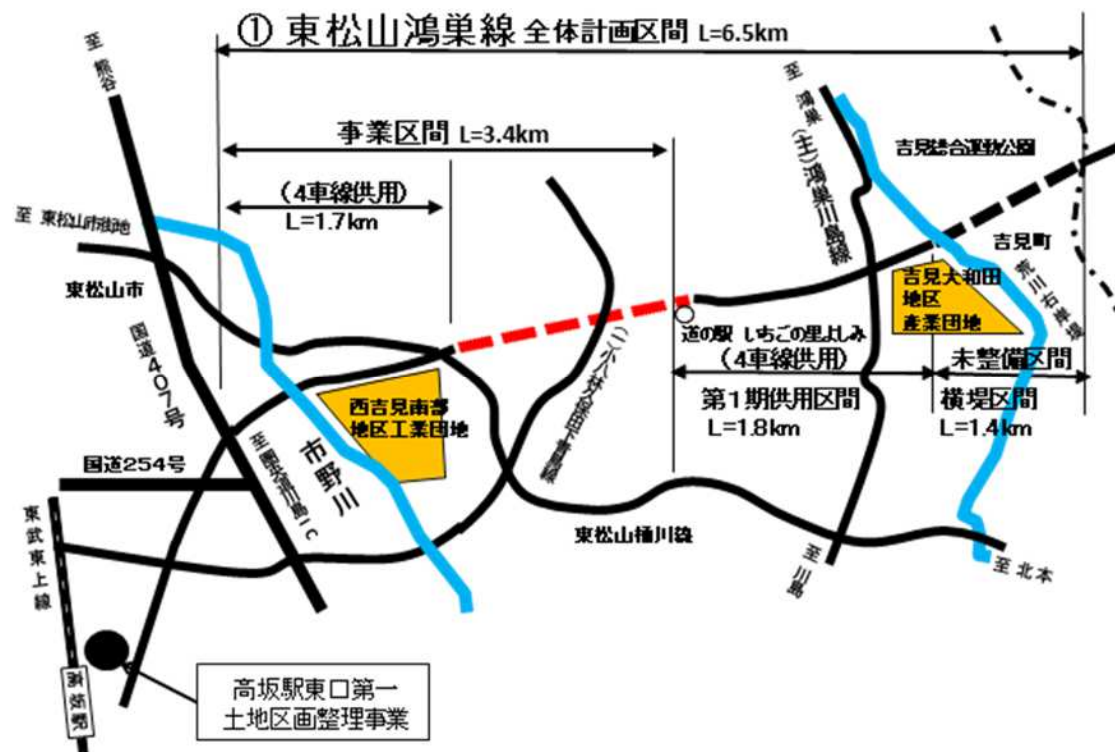 ① 東松山鴻巣線 全体計画区間 L=6.5km
至 熊谷
事業区間 L=3.4km
(4車線供用)
L=1.7km
至 東松山市街地
東松山市
国道407号
至 鴻巣
(主)鴻巣川島線
吉見総合運動公園
吉見町
荒川右岸堤
吉見大和田
地区
産業団地
道の駅 いちごの里よしみ
(4車線供用)
未整備区間
第1期供用区間
L=1.8km
横堤区間
L=1.4km
西吉見南部
地区工業団地
市野川
国道254号
東武東上線
東松山桶川線
至 川島
至 北本
高坂駅
高坂駅東口第一
土地区画整理事業